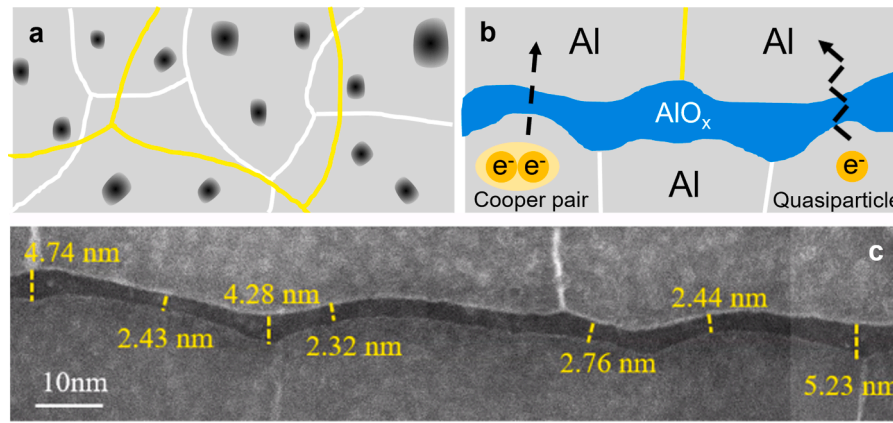 a
b
Al
Al
AlOx
e- e-
e-
Al
Cooper pair
Quasiparticle
c
4.74 nm
4.28 nm
2.44 nm
2.43 nm
2.32 nm
2.76 nm
5.23 nm
10nm